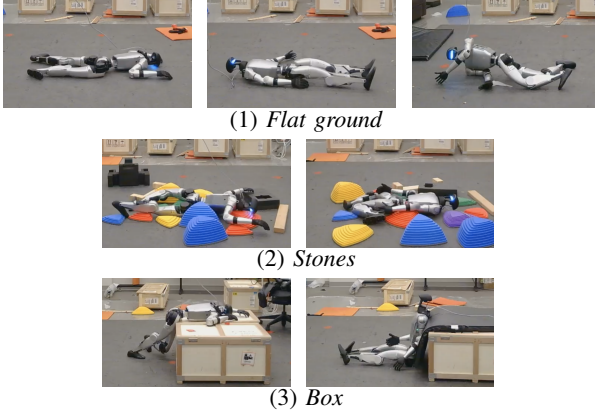 (1) Flat ground
(2) Stones
(3) Box